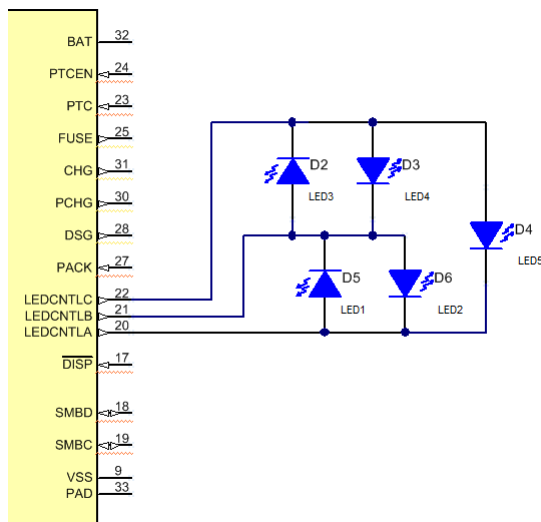 BAT 32
PTCEN 24
PTC 23
FUSE 25
CHG 31
PCHG 30
DSG 28
PACK 27
LEDCNTLC 22
LEDCNTLB 21
LEDCNTLA 20
DISP 17
SMBD 18
SMBC 19
VSS 9
PAD 33
D2 D3
LED3 LED4
D4
LED5
D5 D6
LED1 LED2